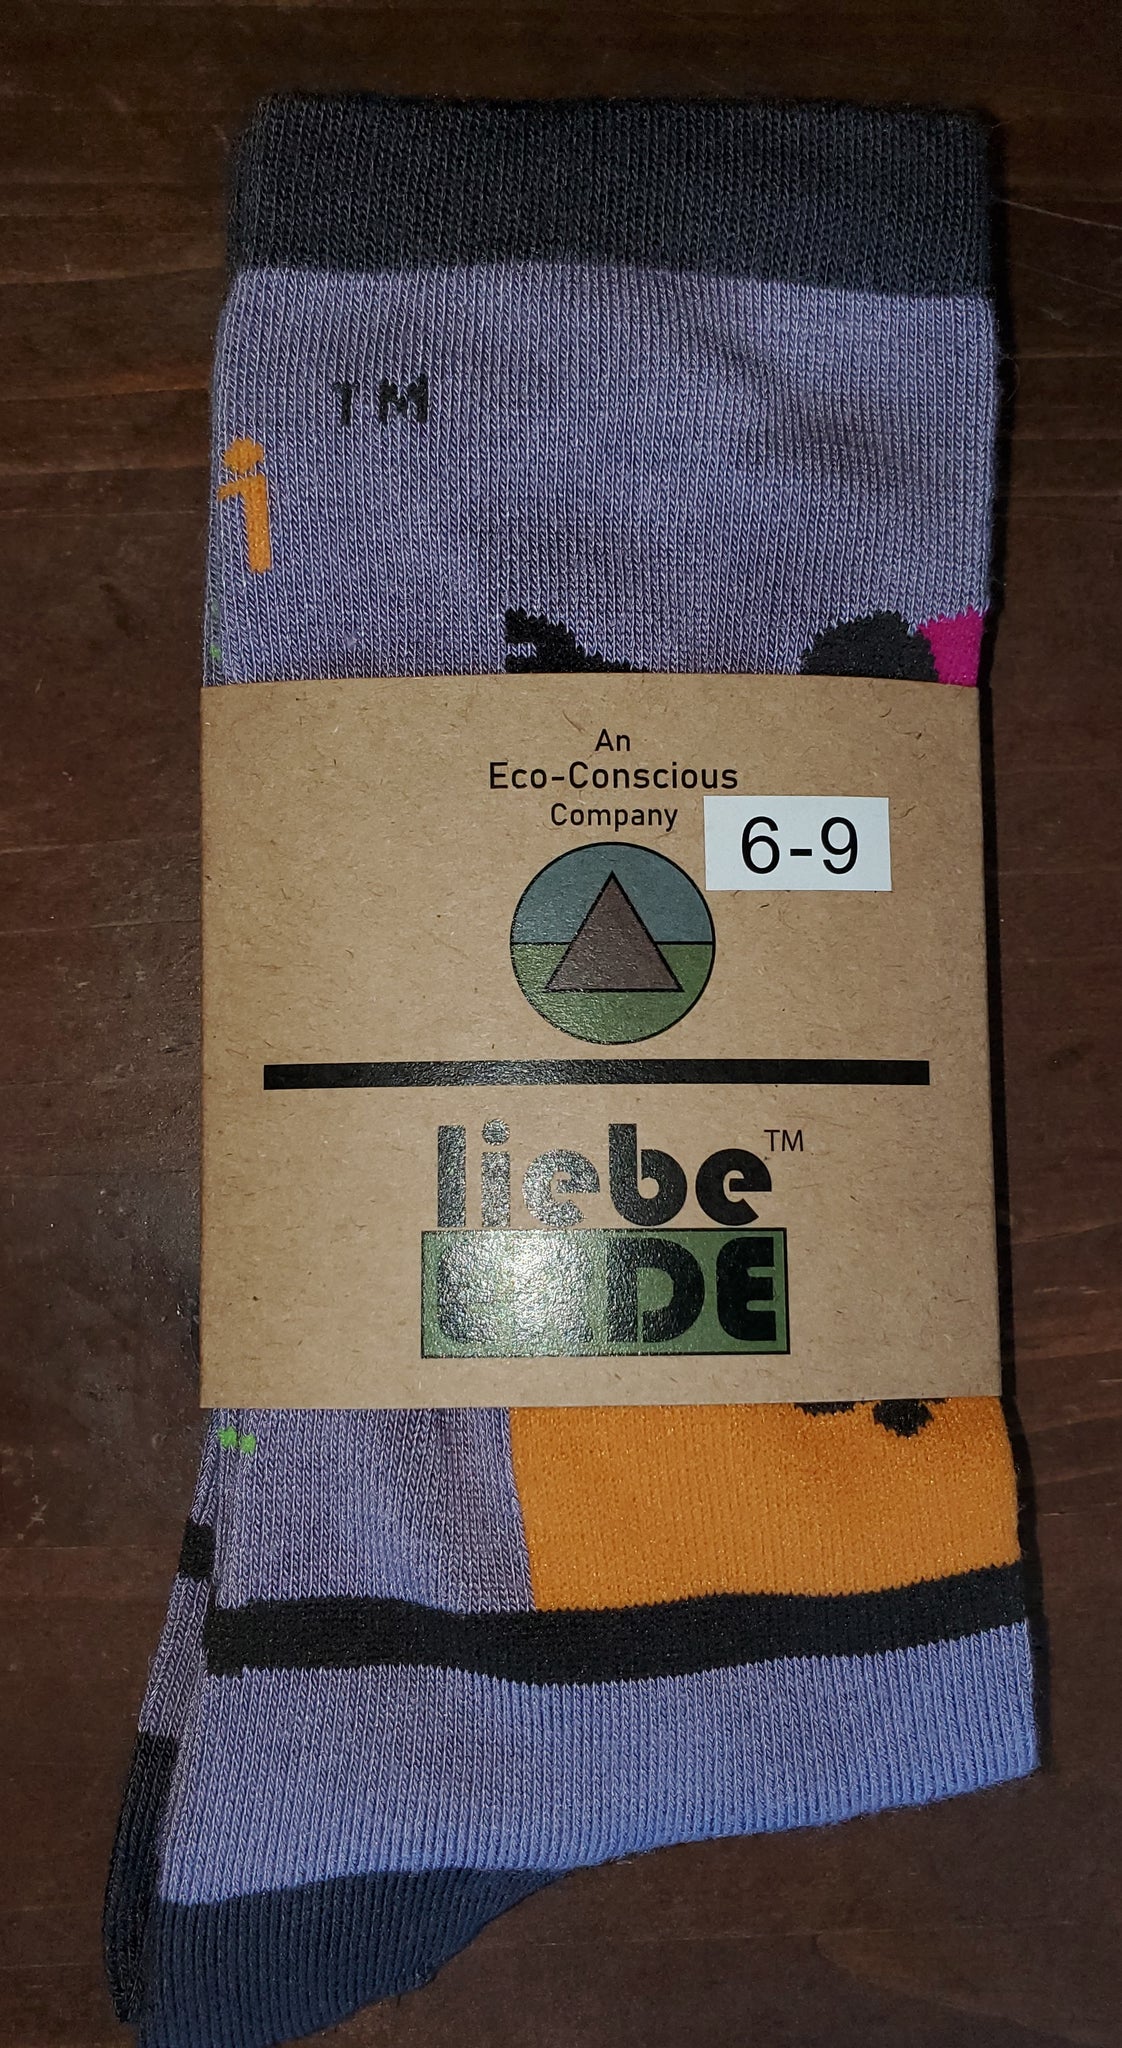 TM
i
An
Eco-Conscious
Company
6-9
liebe TM